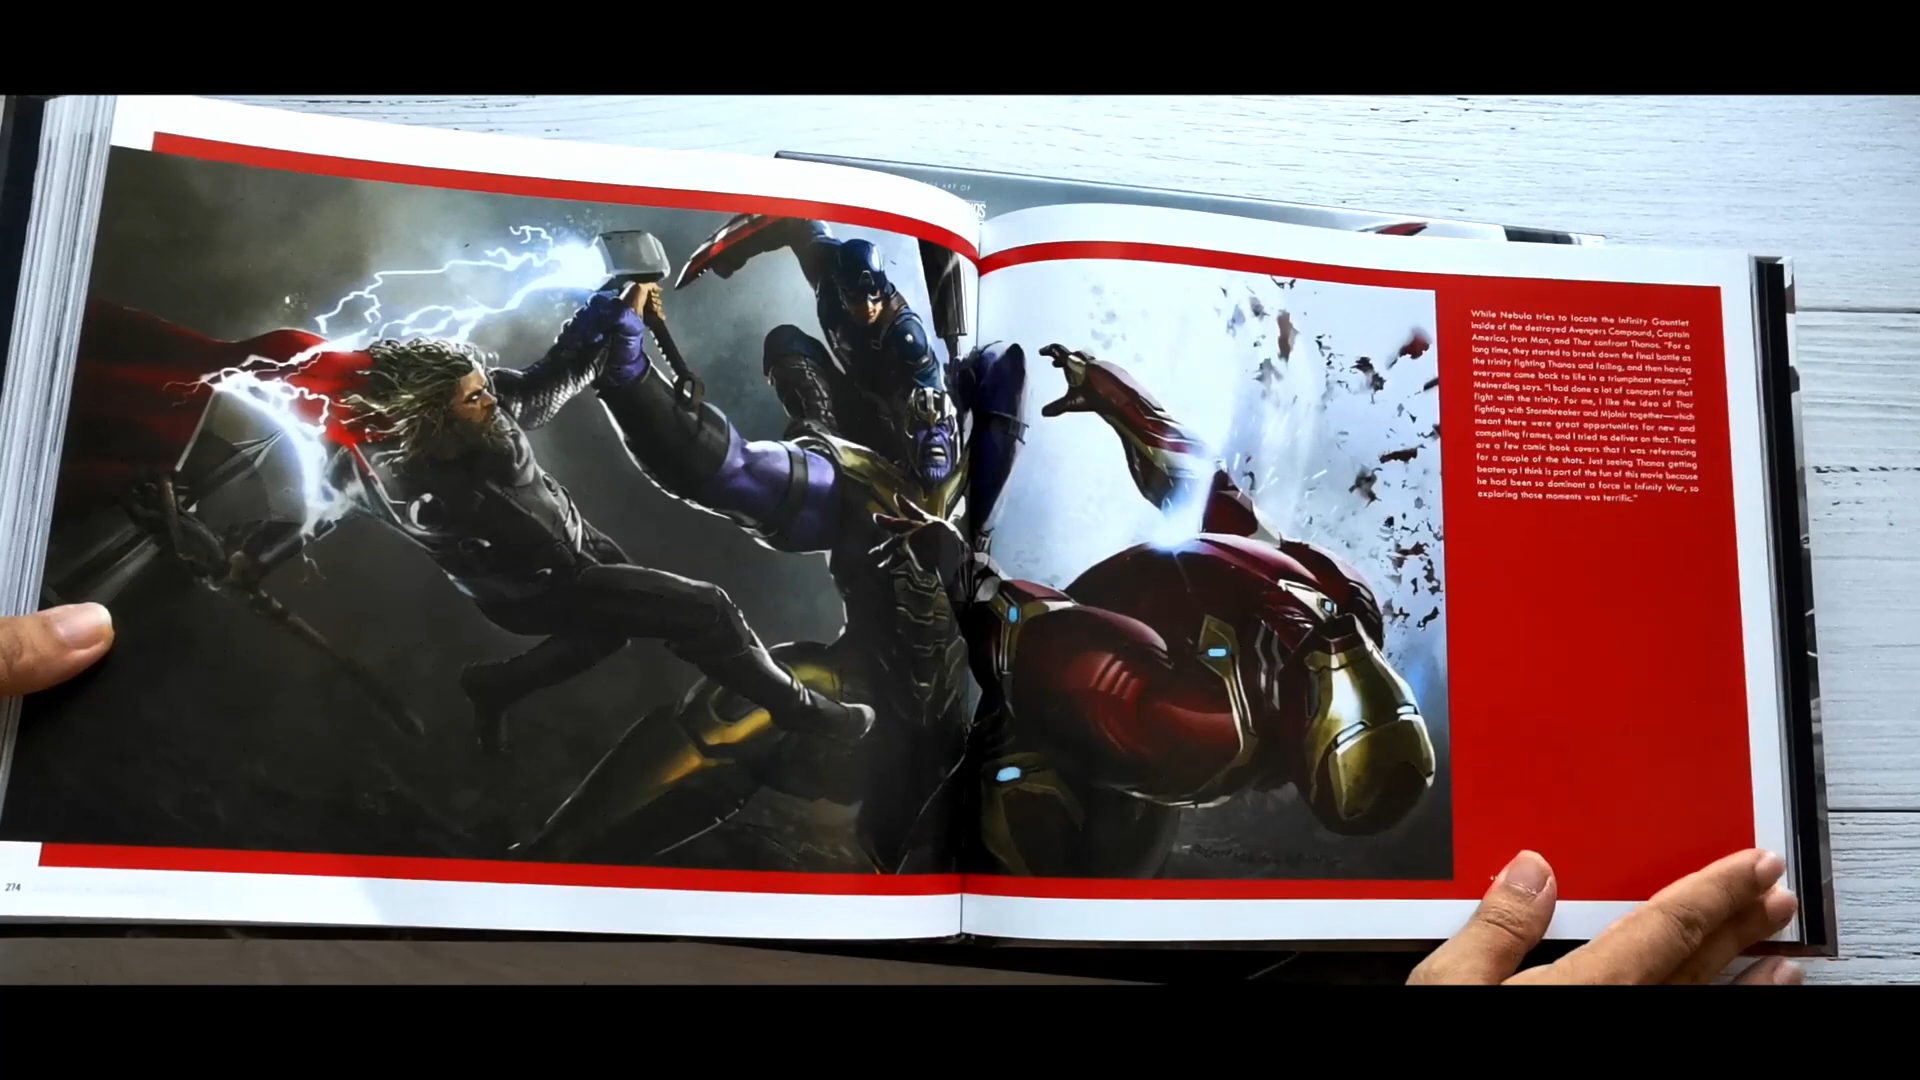 ART OF
While Nebula tries to locate the Infinity Gauntlet
inside of the destroyed Avengers Compound, Captain
America, Iron Man, and Thor confront Thanos. "For a
long time, they started to break down the final battle as
the trinity fighting Thanos and failing, and then having
everyone come back to life in a triumphant moment,"
Meinerding says. "I had done a lot of concepts for that
fight with the trinity. For me, I like the idea of Thor
fighting with Stormbreaker and Mjolnir together—which
meant there were great opportunities for new and
compelling frames, and I tried to deliver on that. There
are a few comic book covers that I was referencing
for a couple of the shots. Just seeing Thanos getting
beaten up I think is part of the fun of this movie because
he had been so dominant a force in Infinity War, so
exploring those moments was terrific."
274